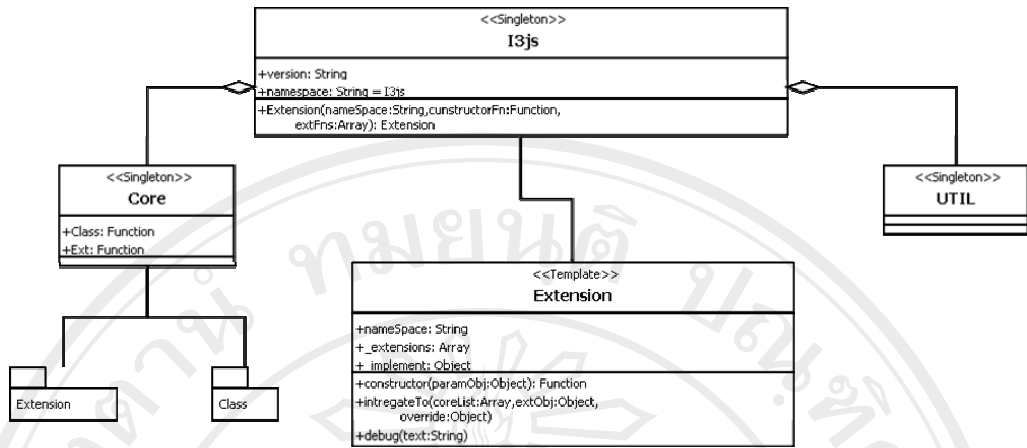 <<Singleton>>
I3js
+version: String
+namespace: String = I3js
+Extension(nameSpace:String,cunstructorFn:Function,
extFns:Array): Extension
<<Singleton>>
Core
+Class: Function
+Ext: Function
<<Singleton>>
UTIL
<<Template>>
Extension
+nameSpace: String
+_extensions: Array
+_implement: Object
+constructor(paramObj:Object): Function
+intregateTo(coreList:Array,extObj:Object,
override:Object)
+debug(text:String)
Extension
Class